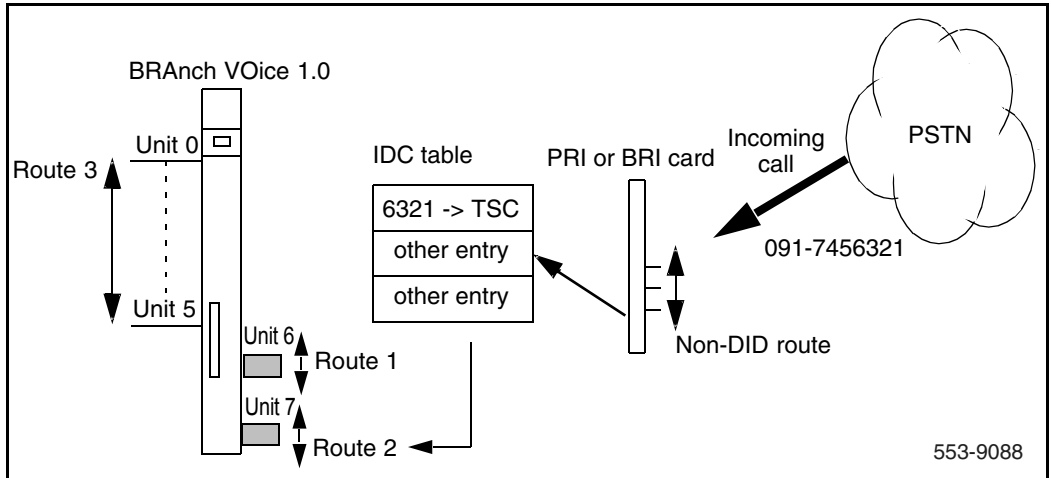 BRAnch VOice 1.0
Unit 0
Route 3
Unit 5
Unit 6
Route 1
Unit 7
Route 2
IDC table
6321 -> TSC
other entry
other entry
PRI or BRI card
Non-DID route
Incoming
call
091-7456321
PSTN
553-9088